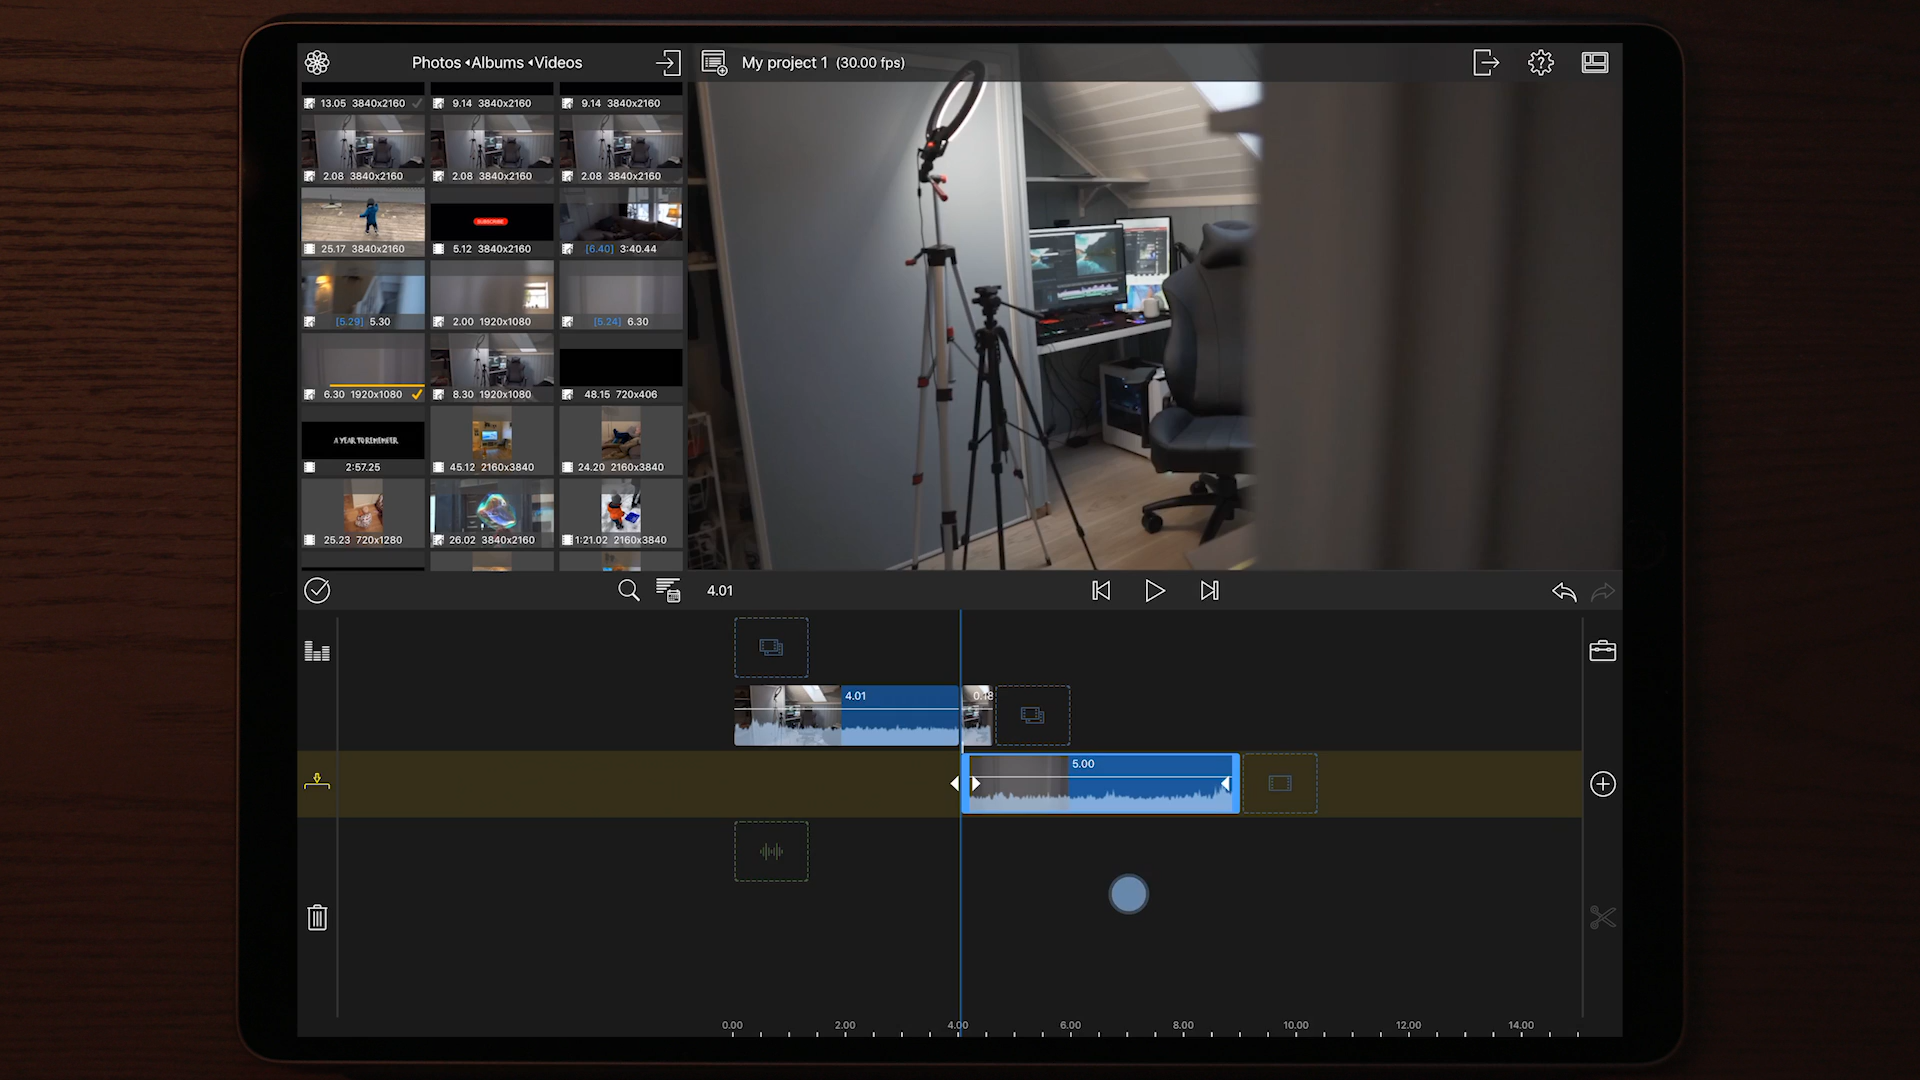 Photos ◂Albums ◂Videos
My project 1 (30.00 fps)
13.05 3840x2160
9.14 3840x2160
9.14 3840x2160
2.08 3840x2160
2.08 3840x2160
2.08 3840x2160
SUBSCRIBE
25.17 3840x2160
5.12 3840x2160
[6.40] 3:40.44
[5.29] 5.30
2.00 1920x1080
[5.24] 6.30
6.30 1920x1080
8.30 1920x1080
48.15 720x406
A YEAR TO REMEMBER
2:57.25
45.12 2160x3840
24.20 2160x3840
25.23 720x1280
26.02 3840x2160
1:21.02 2160x3840
4.01
4.01
0.18
5.00
0.00 2.00 4.00 6.00 8.00 10.00 12.00 14.00